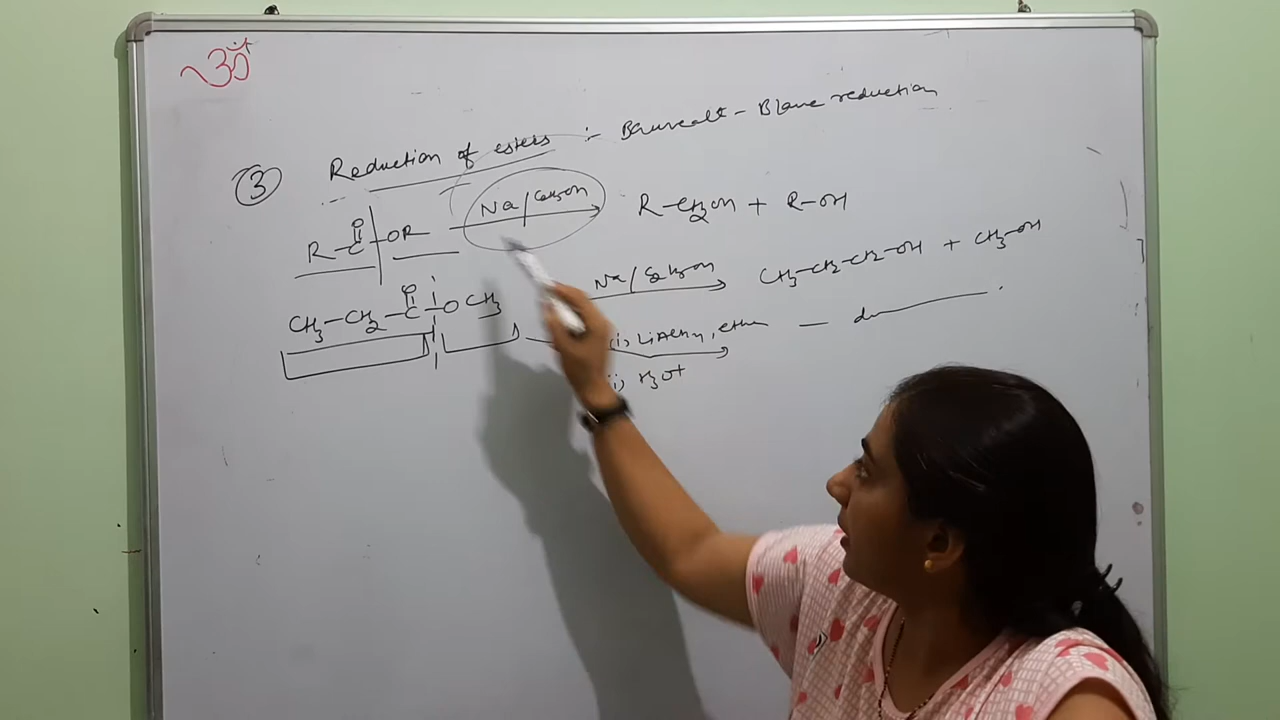 ॐ
③ Reduction of esters :- Bouvealt - Blanc reduction
R-C(=O)-OR Na/C2H5OH → R-CH2OH + R-OH
CH3-CH2-C(=O)-OCH3 Na/C2H5OH → CH3-CH2-CH2-OH + CH3-OH
(i) LiAlH4, ether —
ii) H3O+ →